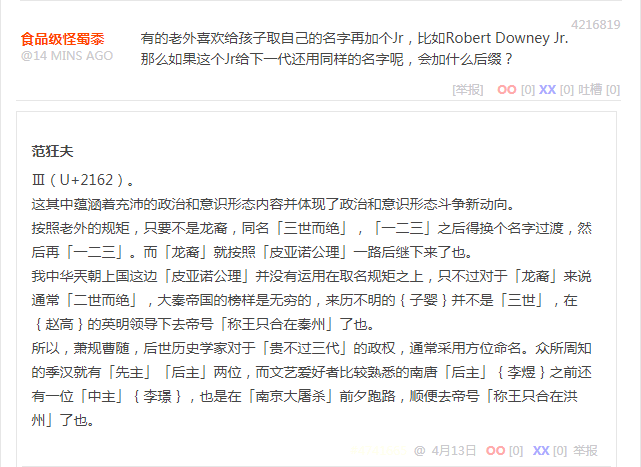 4216819
食品级怪蜀黍
@14 MINS AGO
有的老外喜欢给孩子取自己的名字再加个Jr，比如Robert Downey Jr.
那么如果这个Jr给下一代还用同样的名字呢，会加什么后缀？
[举报] OO [0] XX [0] 吐槽 [0]
范狂夫
Ⅲ（U+2162）。
这其中蕴涵着充沛的政治和意识形态内容并体现了政治和意识形态斗争新动向。
按照老外的规矩，只要不是龙裔，同名「三世而绝」，「一二三」之后得换个名字过渡，然
后再「一二三」。而「龙裔」就按照「皮亚诺公理」一路后继下来了也。
我中华天朝上国这边「皮亚诺公理」并没有运用在取名规矩之上，只不过对于「龙裔」来说
通常「二世而绝」，大秦帝国的榜样是无穷的，来历不明的｛子婴｝并不是「三世」，在
｛赵高｝的英明领导下去帝号「称王只合在秦州」了也。
所以，萧规曹随，后世历史学家对于「贵不过三代」的政权，通常采用方位命名。众所周知
的季汉就有「先主」「后主」两位，而文艺爱好者比较熟悉的南唐「后主」｛李煜｝之前还
有一位「中主」｛李璟｝，也是在「南京大屠杀」前夕跑路，顺便去帝号「称王只合在洪
州」了也。
@ 4月13日 OO [0] XX [0] 举报